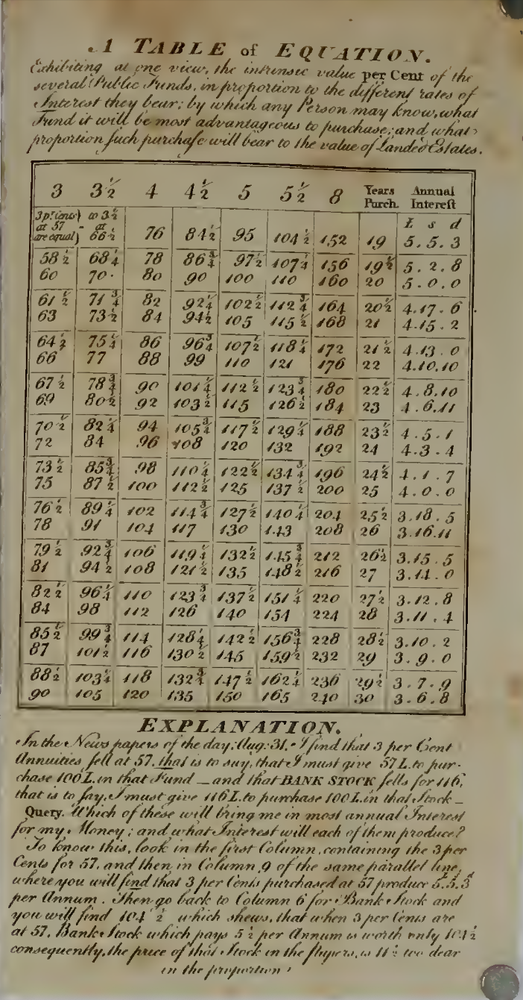 A TABLE of EQUATION.
Exhibiting at one view, the intrinsic value per Cent of the
several Public Funds, in proportion to the different rates of
Interest they bear; by which any Person may know, what
Fund it will be most advantageous to purchase; and what
proportion ſuch purchaſe will bear to the value of Landed Estates.
3 3½ 4 4½ 5 5½ 8 Years Purch. Annual Intereſt
3 pr Cents at 57 are equal to 3½ at 66½ 76 84½ 95 104½ 152 19 £ s d 5.5.3
58½ 68¼ 78 86¾ 97½ 107¼ 156 19½ 5.2.8
60 70 80 90 100 110 160 20 5.0.0
61½ 71¾ 82 92¼ 102½ 112¾ 164 20½ 4.17.6
63 73½ 84 94½ 105 115½ 168 21 4.15.2
64½ 75¼ 86 96¾ 107½ 118¼ 172 21½ 4.13.0
66 77 88 99 110 121 176 22 4.10.10
67½ 78¾ 90 101¼ 112½ 123¾ 180 22½ 4.8.10
69 80½ 92 103½ 115 126½ 184 23 4.6.11
70½ 82¼ 94 105¾ 117½ 129¼ 188 23½ 4.5.1
72 84 96 108 120 132 192 24 4.3.4
73½ 85¾ 98 110¼ 122½ 134¾ 196 24½ 4.1.7
75 87½ 100 112½ 125 137½ 200 25 4.0.0
76½ 89¼ 102 114¾ 127½ 140¼ 204 25½ 3.18.5
78 91 104 117 130 143 208 26 3.16.11
79½ 92¾ 106 119¼ 132½ 145¾ 212 26½ 3.15.5
81 94½ 108 121½ 135 148½ 216 27 3.14.0
82½ 96¼ 110 123¾ 137½ 151¼ 220 27½ 3.12.8
84 98 112 126 140 154 224 28 3.11.4
85½ 99¾ 114 128¼ 142½ 156¾ 228 28½ 3.10.2
87 101½ 116 130½ 145 159½ 232 29 3.9.0
88½ 103¼ 118 132¾ 147½ 162¼ 236 29½ 3.7.9
90 105 120 135 150 165 240 30 3.6.8
EXPLANATION.
In the News papers of the day; Aug: 31. I find that 3 per Cent
Annuities ſell at 57. that is to say, that I must give 57 L. to pur-
chase 100 L. in that Fund — and that BANK STOCK ſells for 116,
that is to ſay, I must give 116 L. to purchase 100 L. in that Stock —
Query. Which of these will bring me in most annual Interest
for my Money; and what Interest will each of them produce?
To know this, look in the first Column, containing the 3 per
Cents for 57, and then in Column 9 of the same parallel line,
where you will find that 3 per Cents purchased at 57 produce 5.5.3
per Annum. Then go back to Column 6 for Bank Stock and
you will find 104½ which shews, that when 3 per Cents are
at 57, Bank Stock which pays 5½ per Annum is worth only 104½
consequently, the price of that Stock in the Papers, is 11½ too dear
in the proportion